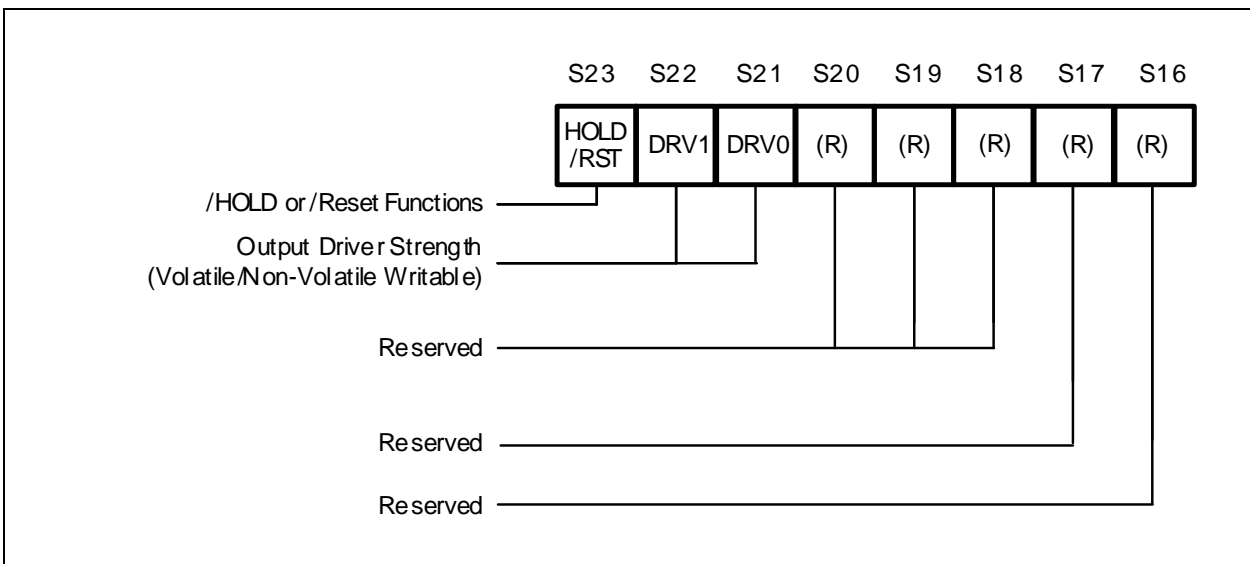 S23 S22 S21 S20 S19 S18 S17 S16
HOLD
/RST DRV1 DRV0 (R) (R) (R) (R) (R)
/HOLD or /Reset Functions
Output Driver Strength
(Volatile/Non-Volatile Writable)
Reserved
Reserved
Reserved